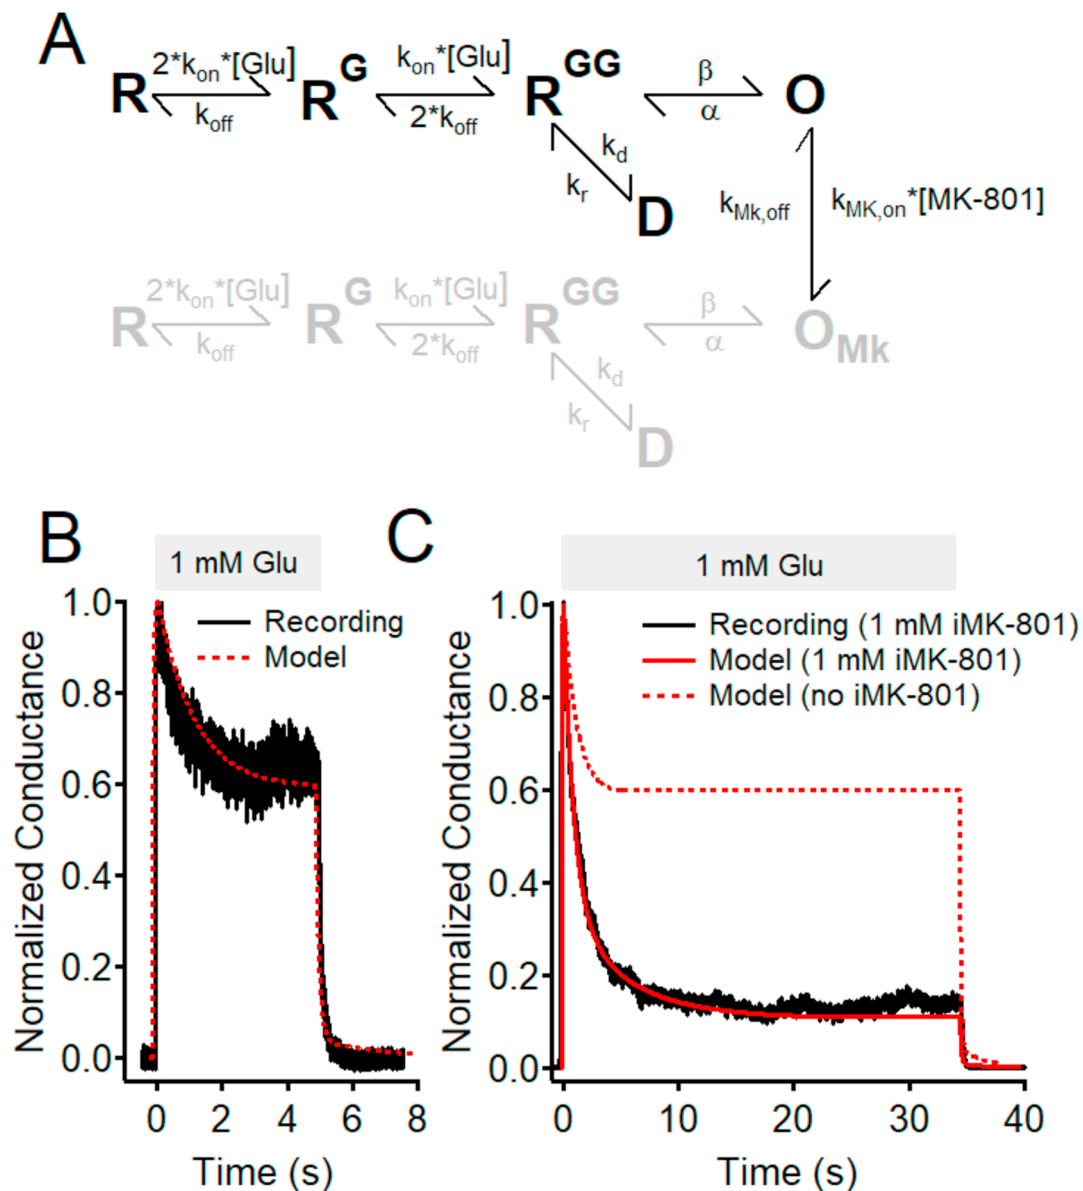 A
R 2*kon*[Glu] koff RG kon*[Glu] 2*koff RGG β α O
kd kr D kMk,off kMK,on*[MK-801]
R 2*kon*[Glu] koff RG kon*[Glu] 2*koff RGG β α OMk
kd kr D
B
1 mM Glu
Recording
Model
Normalized Conductance
1.0
0.8
0.6
0.4
0.2
0.0
0 2 4 6 8
Time (s)
C
1 mM Glu
Recording (1 mM iMK-801)
Model (1 mM iMK-801)
Model (no iMK-801)
Normalized Conductance
1.0
0.8
0.6
0.4
0.2
0.0
0 10 20 30 40
Time (s)